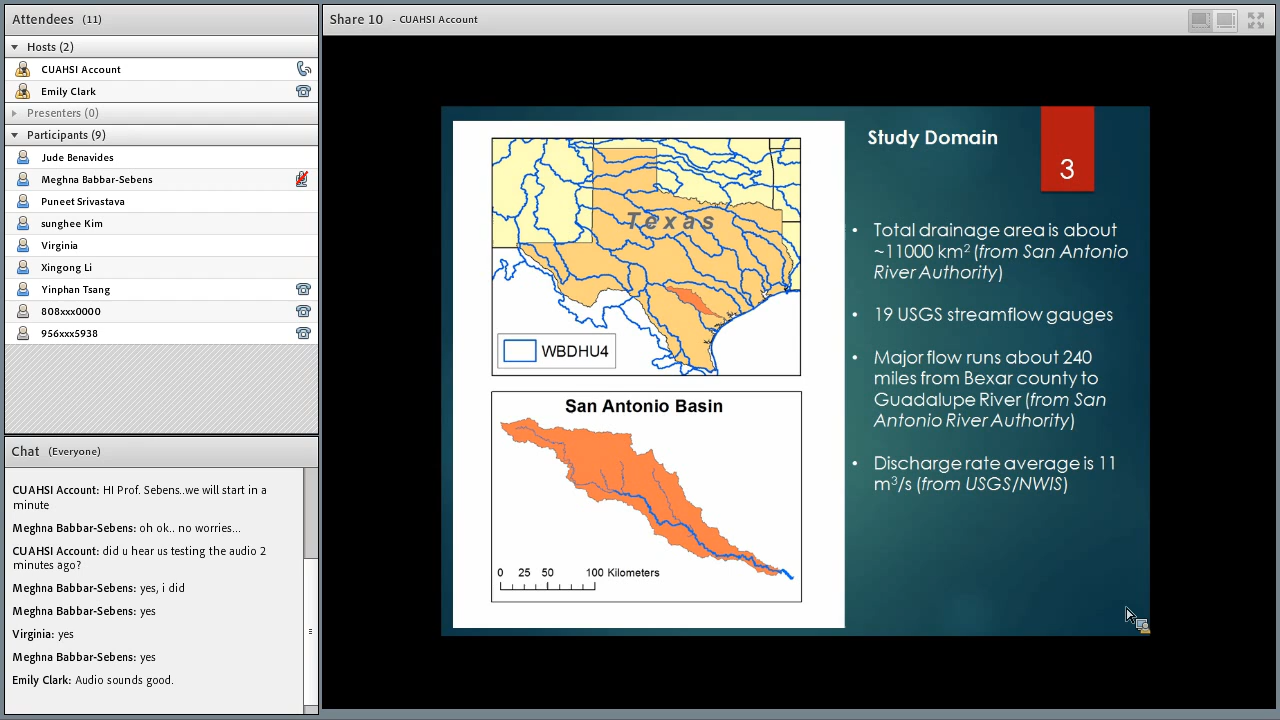 Attendees (11)
Hosts (2)
CUAHSI Account
Emily Clark
Presenters (0)
Participants (9)
Jude Benavides
Meghna Babbar-Sebens
Puneet Srivastava
sunghee Kim
Virginia
Xingong Li
Yinphan Tsang
808xxx0000
956xxx5938
Chat (Everyone)
CUAHSI Account: HI Prof. Sebens..we will start in a
minute
Meghna Babbar-Sebens: oh ok.. no worries...
CUAHSI Account: did u hear us testing the audio 2
minutes ago?
Meghna Babbar-Sebens: yes, i did
Meghna Babbar-Sebens: yes
Virginia: yes
Meghna Babbar-Sebens: yes
Emily Clark: Audio sounds good.
Share 10 - CUAHSI Account
Texas
WBDHU4
San Antonio Basin
0 25 50 100 Kilometers
Study Domain
3
• Total drainage area is about
~11000 km² (from San Antonio
River Authority)
• 19 USGS streamflow gauges
• Major flow runs about 240
miles from Bexar county to
Guadalupe River (from San
Antonio River Authority)
• Discharge rate average is 11
m³/s (from USGS/NWIS)